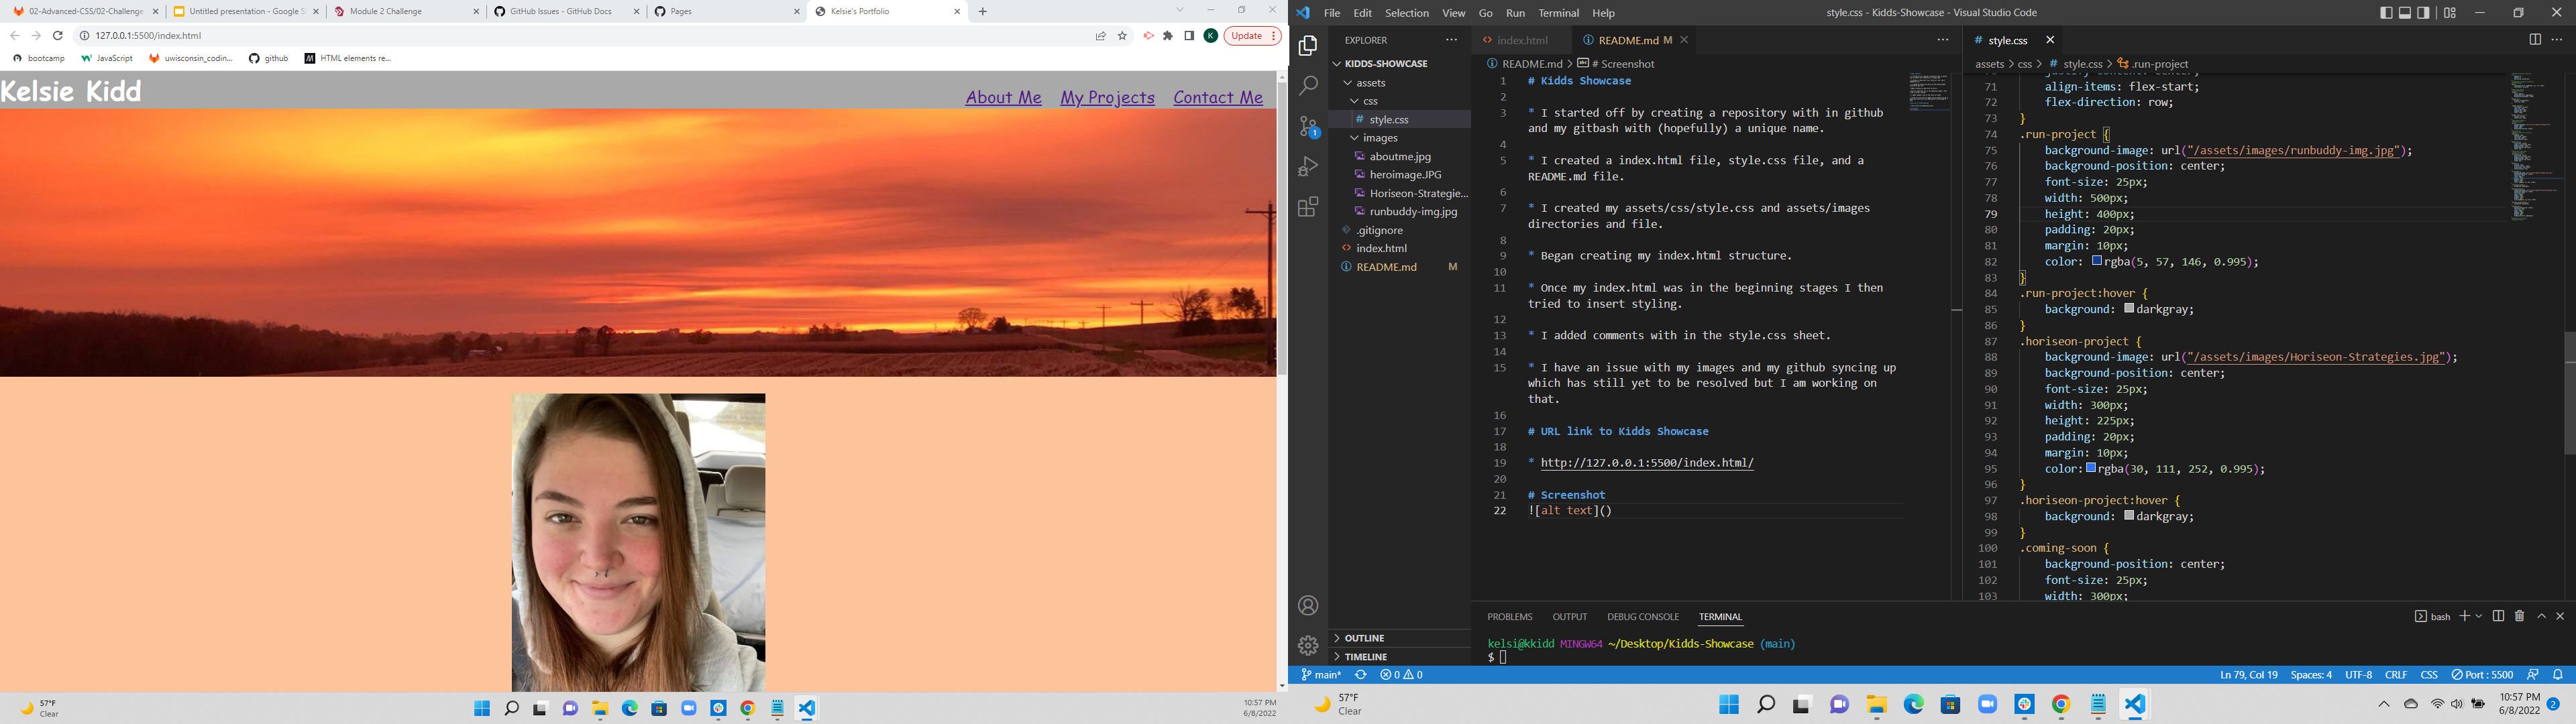 02-Advanced-CSS/02-Challenge
Untitled presentation - Google S
Module 2 Challenge
GitHub Issues - GitHub Docs
Pages
Kelsie's Portfolio
127.0.0.1:5500/index.html
K
Update
bootcamp
JavaScript
uwisconsin_codin...
github
HTML elements re...
Kelsie Kidd
About Me
My Projects
Contact Me
57°F
Clear
10:57 PM
6/8/2022
File Edit Selection View Go Run Terminal Help
style.css - Kidds-Showcase - Visual Studio Code
EXPLORER
KIDDS-SHOWCASE
assets
css
style.css
images
aboutme.jpg
heroimage.JPG
Horiseon-Strategie...
runbuddy-img.jpg
.gitignore
index.html
README.md M
OUTLINE
TIMELINE
1
index.html
README.md M
README.md > # Screenshot
1 # Kidds Showcase
2
3 * I started off by creating a repository with in github
and my gitbash with (hopefully) a unique name.
4
5 * I created a index.html file, style.css file, and a
README.md file.
6
7 * I created my assets/css/style.css and assets/images
directories and file.
8
9 * Began creating my index.html structure.
10
11 * Once my index.html was in the beginning stages I then
tried to insert styling.
12
13 * I added comments with in the style.css sheet.
14
15 * I have an issue with my images and my github syncing up
which has still yet to be resolved but I am working on
that.
16
17 # URL link to Kidds Showcase
18
19 * http://127.0.0.1:5500/index.html/
20
21 # Screenshot
22 ![alt text]()
style.css
assets > css > # style.css > .run-project
71 align-items: flex-start;
72 flex-direction: row;
73 }
74 .run-project {
75 background-image: url("/assets/images/runbuddy-img.jpg");
76 background-position: center;
77 font-size: 25px;
78 width: 500px;
79 height: 400px;
80 padding: 20px;
81 margin: 10px;
82 color: rgba(5, 57, 146, 0.995);
83 }
84 .run-project:hover {
85 background: darkgray;
86 }
87 .horiseon-project {
88 background-image: url("/assets/images/Horiseon-Strategies.jpg");
89 background-position: center;
90 font-size: 25px;
91 width: 300px;
92 height: 225px;
93 padding: 20px;
94 margin: 10px;
95 color:rgba(30, 111, 252, 0.995);
96 }
97 .horiseon-project:hover {
98 background: darkgray;
99 }
100 .coming-soon {
101 background-position: center;
102 font-size: 25px;
103 width: 300px;
PROBLEMS OUTPUT DEBUG CONSOLE TERMINAL
bash
kelsi@kkidd MINGW64 ~/Desktop/Kidds-Showcase (main)
$
main* 0 0
Ln 79, Col 19 Spaces: 4 UTF-8 CRLF CSS Port : 5500
57°F
Clear
10:57 PM
6/8/2022
2